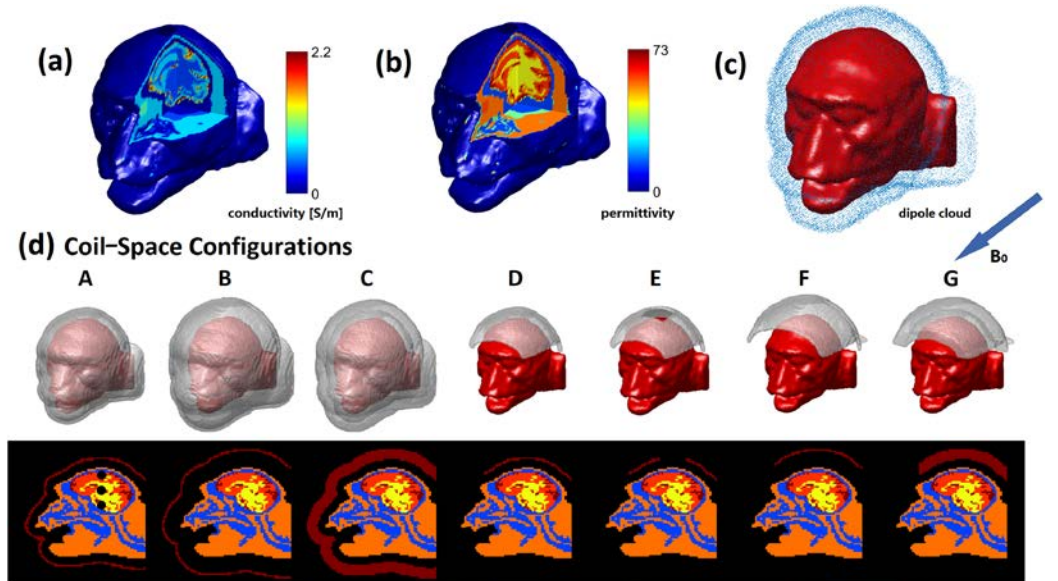 (a)
2.2
0
conductivity [S/m]
(b)
73
0
permittivity
(c)
dipole cloud
B₀
(d) Coil-Space Configurations
A B C D E F G